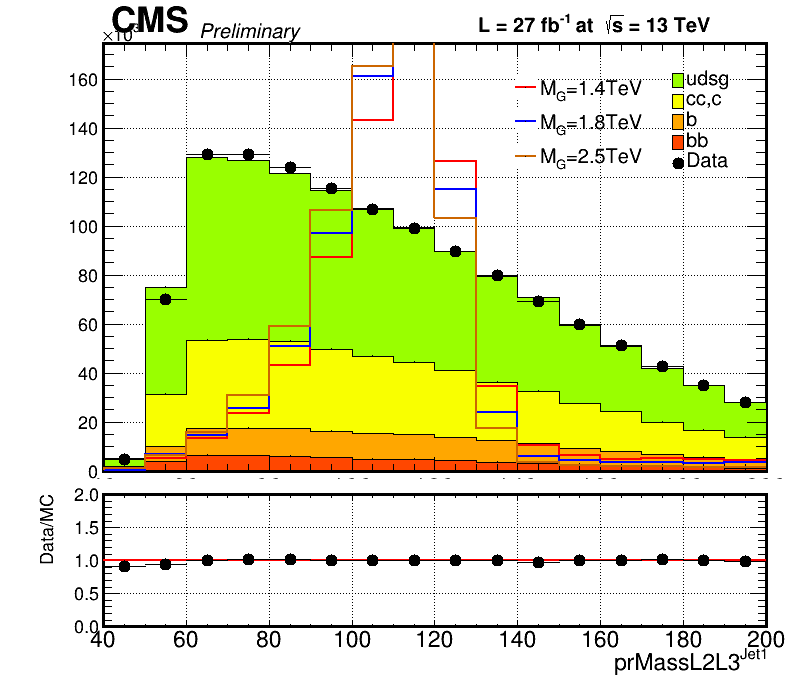 CMS Preliminary L = 27 fb⁻¹ at √s = 13 TeV
×10³
160
140
120
100
80
60
40
20
0
M_G=1.4TeV
M_G=1.8TeV
M_G=2.5TeV
udsg
cc,c
b
bb
Data
Data/MC
2.0
1.5
1.0
0.5
0.0
40 60 80 100 120 140 160 180 200
prMassL2L3^Jet1